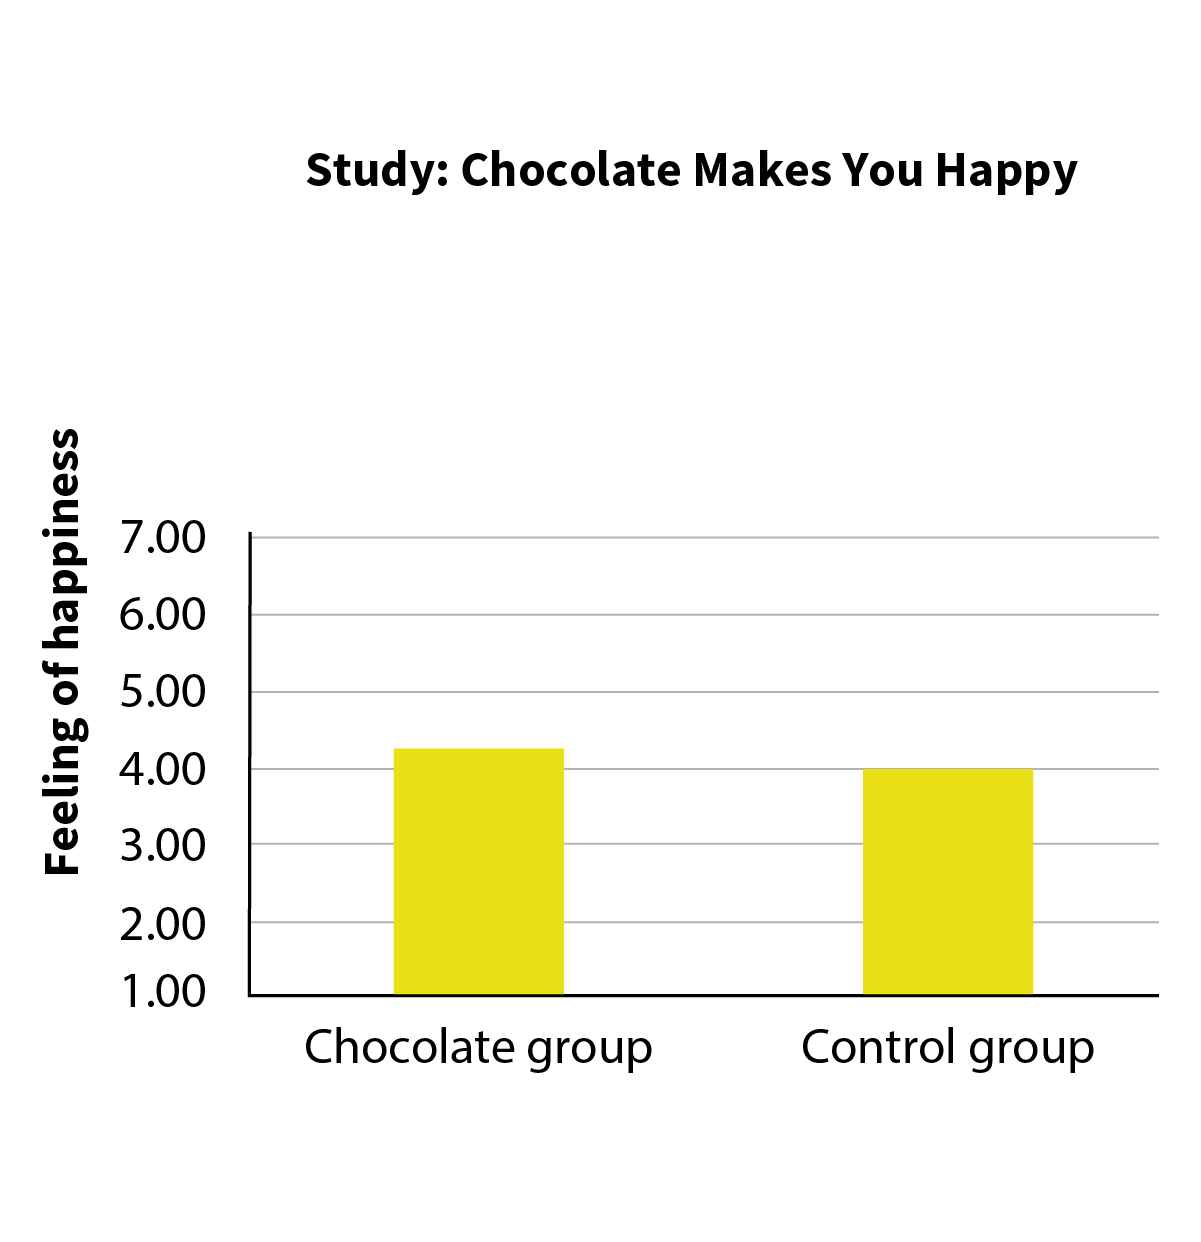 Study: Chocolate Makes You Happy
Feeling of happiness
7.00
6.00
5.00
4.00
3.00
2.00
1.00
Chocolate group
Control group